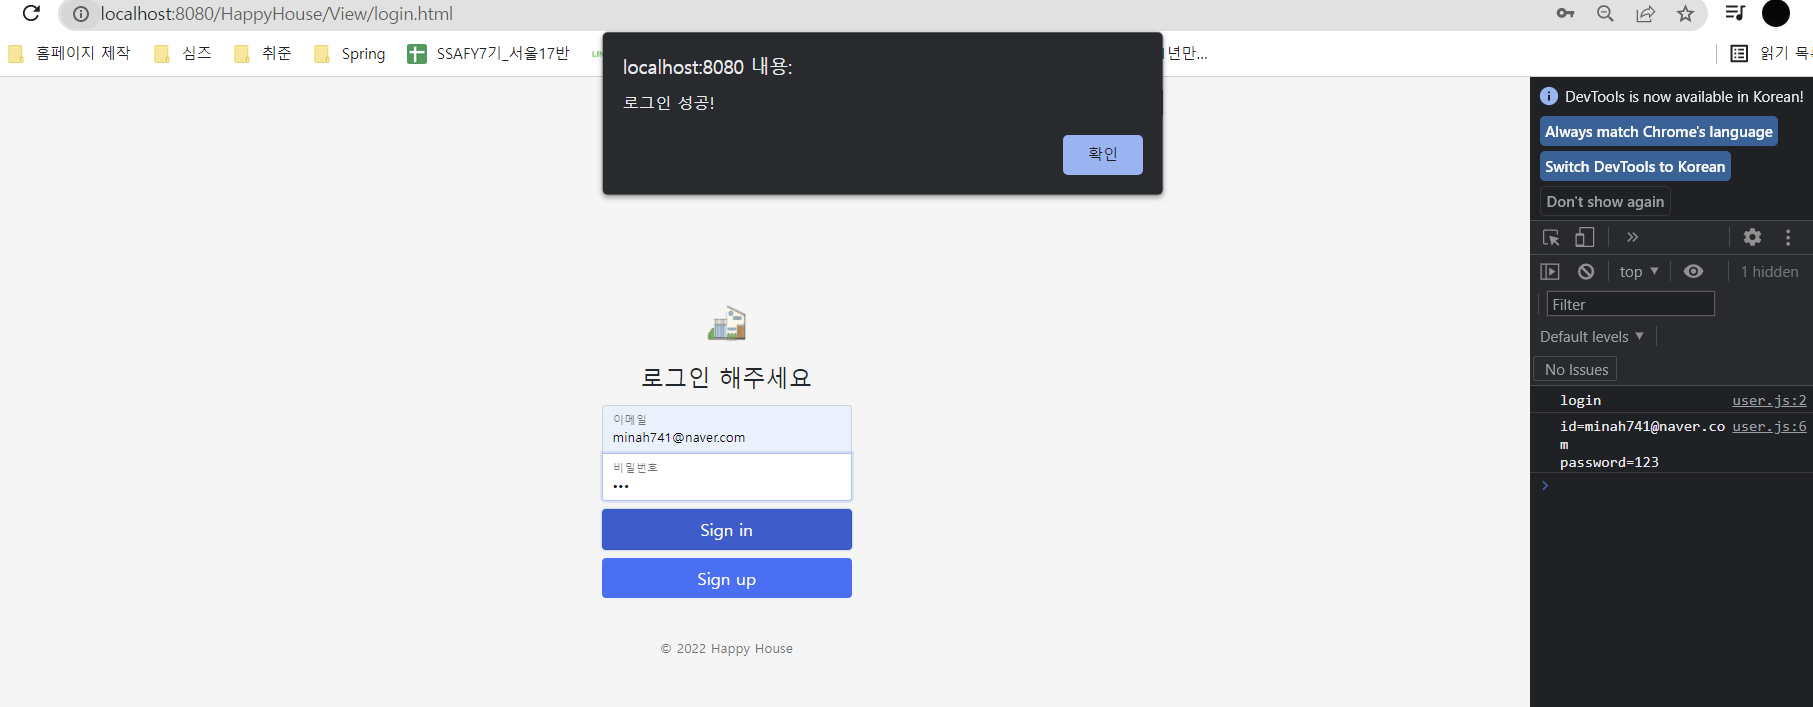 localhost:8080/HappyHouse/View/login.html
홈페이지 제작 심즈 취준 Spring SSAFY7기_서울17반 1년만... 읽기 목
localhost:8080 내용:
로그인 성공!
확인
로그인 해주세요
이메일
minah741@naver.com
비밀번호
•••
Sign in
Sign up
© 2022 Happy House
DevTools is now available in Korean!
Always match Chrome's language
Switch DevTools to Korean
Don't show again
top 1 hidden
Filter
Default levels
No Issues
login user.js:2
id=minah741@naver.co user.js:6
m
password=123